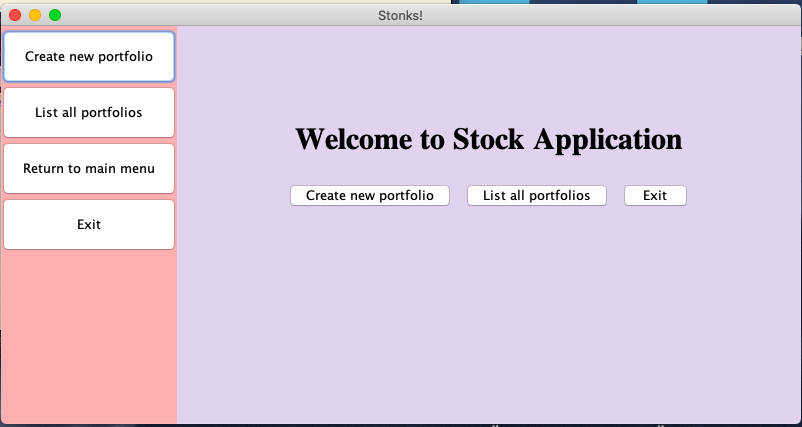 Stonks!
Create new portfolio
List all portfolios
Return to main menu
Exit
Welcome to Stock Application
Create new portfolio List all portfolios Exit